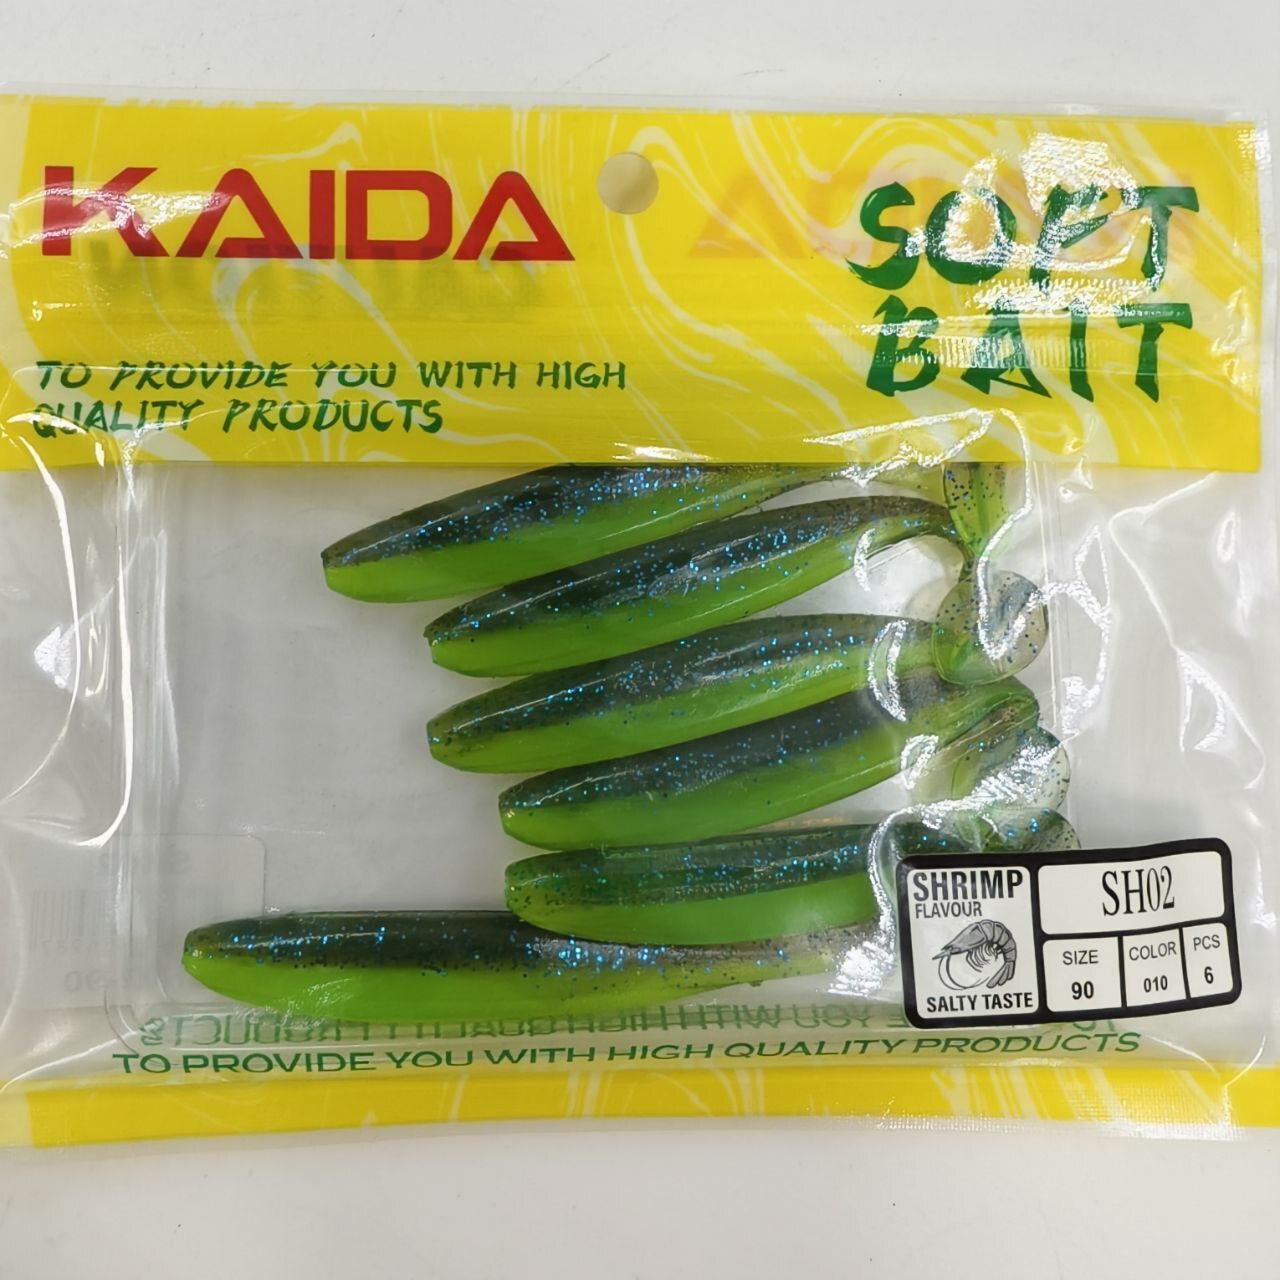 KAIDA
SOFT
BAIT
TO PROVIDE YOU WITH HIGH
QUALITY PRODUCTS
SHRIMP
FLAVOUR
SALTY TASTE
SH02
SIZE
90
COLOR
010
PCS
6
TO PROVIDE YOU WITH HIGH QUALITY PRODUCTS